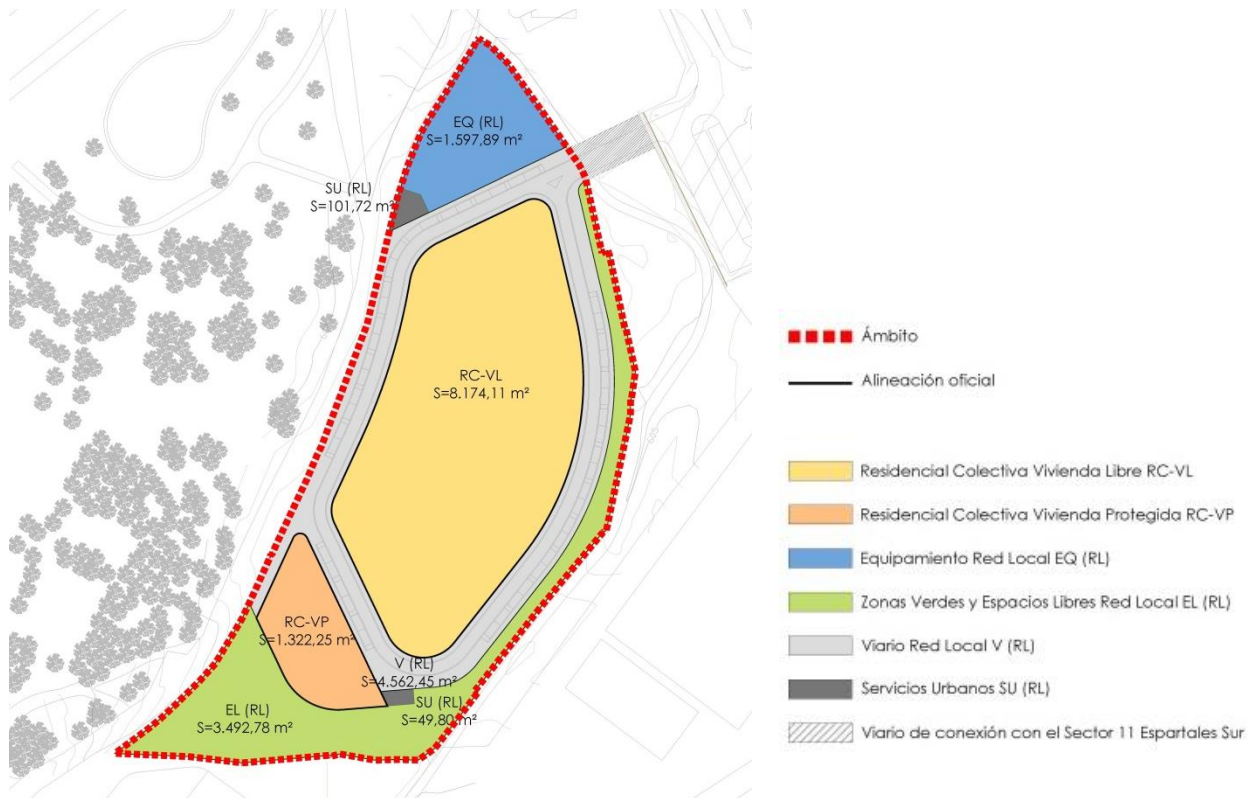 EQ (RL)
S=1.597,89 m²
SU (RL)
S=101,72 m²
RC-VL
S=8.174,11 m²
RC-VP
S=1.322,25 m²
V (RL)
S=4.562,45 m²
SU (RL)
S=49,80 m²
EL (RL)
S=3.492,78 m²
605
Ámbito
Alineación oficial
Residencial Colectiva Vivienda Libre RC-VL
Residencial Colectiva Vivienda Protegida RC-VP
Equipamiento Red Local EQ (RL)
Zonas Verdes y Espacios Libres Red Local EL (RL)
Viario Red Local V (RL)
Servicios Urbanos SU (RL)
Viario de conexión con el Sector 11 Espartales Sur